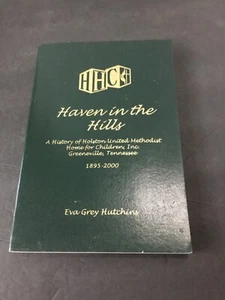 HHCH
Haven in the
Hills
A History of Holston United Methodist
Home for Children, Inc.
Greeneville, Tennessee
1895-2000
Eva Grey Hutchins